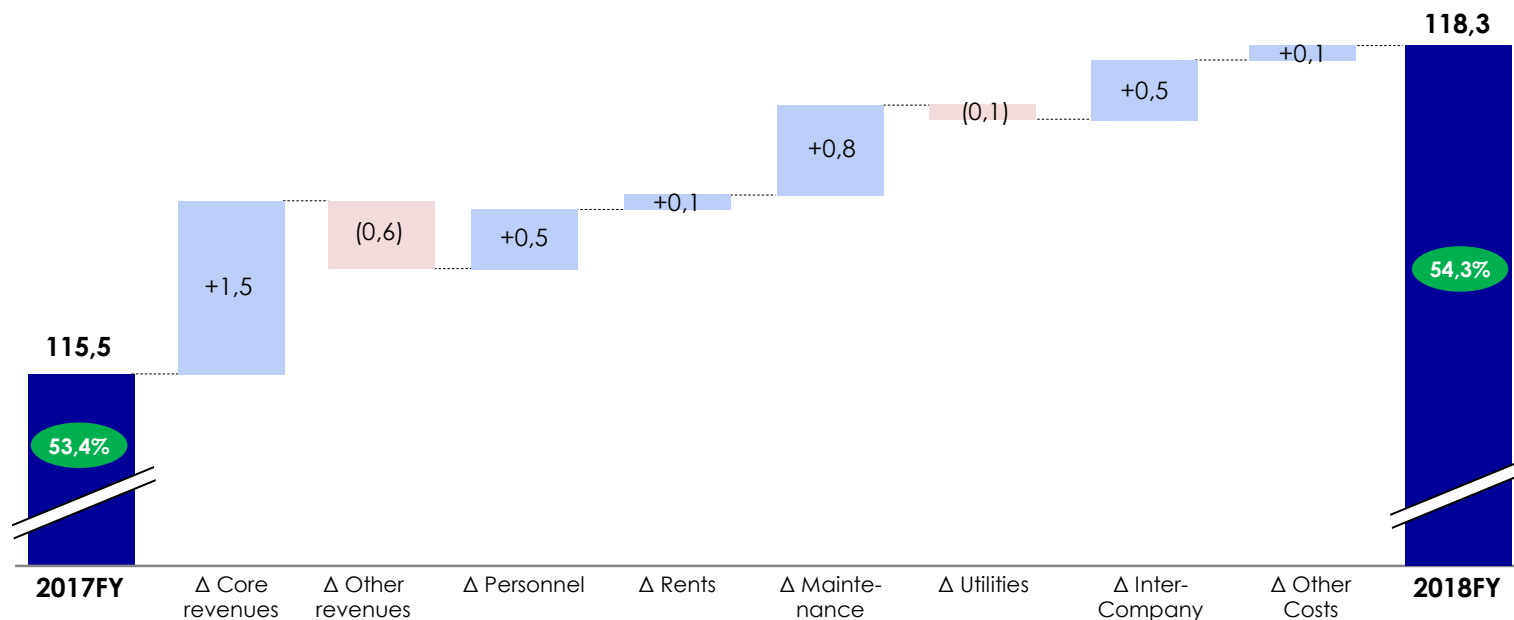 118,3
+0,1
+0,5
(0,1)
+0,8
+0,1
(0,6)
+0,5
54,3%
+1,5
115,5
53,4%
2017FY
Δ Core
revenues
Δ Other
revenues
Δ Personnel
Δ Rents
Δ Mainte-
nance
Δ Utilities
Δ Inter-
Company
Δ Other
Costs
2018FY